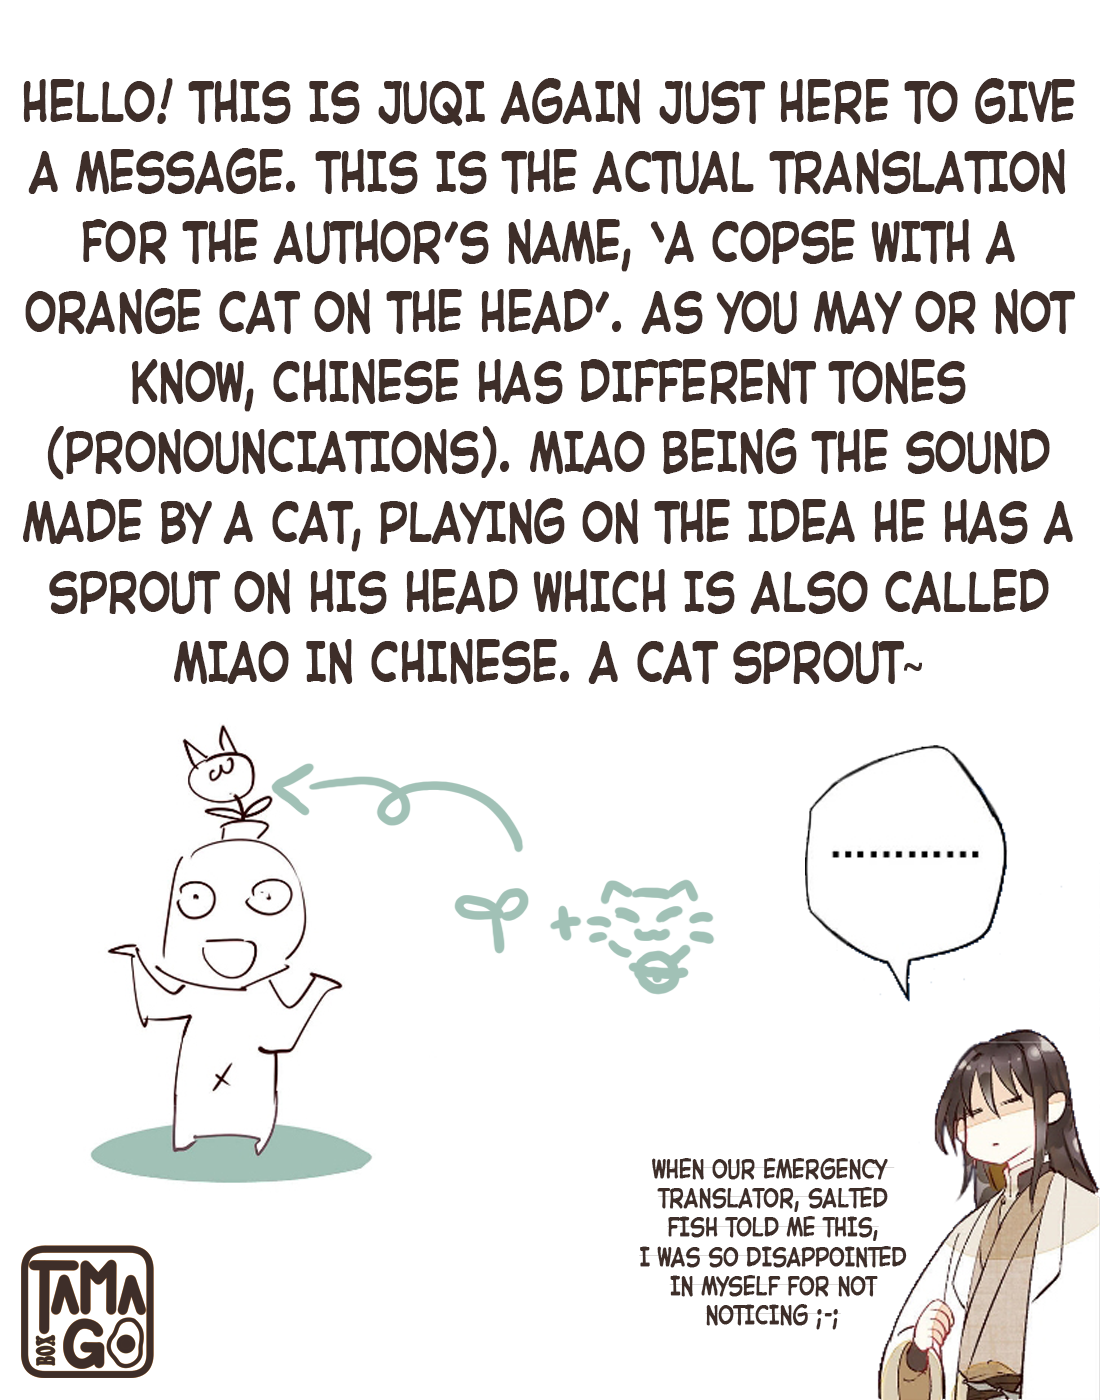 HELLO! THIS IS JUQI AGAIN JUST HERE TO GIVE
A MESSAGE. THIS IS THE ACTUAL TRANSLATION
FOR THE AUTHOR'S NAME, 'A COPSE WITH A
ORANGE CAT ON THE HEAD'. AS YOU MAY OR NOT
KNOW, CHINESE HAS DIFFERENT TONES
(PRONOUNCIATIONS). MIAO BEING THE SOUND
MADE BY A CAT, PLAYING ON THE IDEA HE HAS A
SPROUT ON HIS HEAD WHICH IS ALSO CALLED
MIAO IN CHINESE. A CAT SPROUT~
............
WHEN OUR EMERGENCY
TRANSLATOR, SALTED
FISH TOLD ME THIS,
I WAS SO DISAPPOINTED
IN MYSELF FOR NOT
NOTICING ;-;
TAMA
GO
BOX